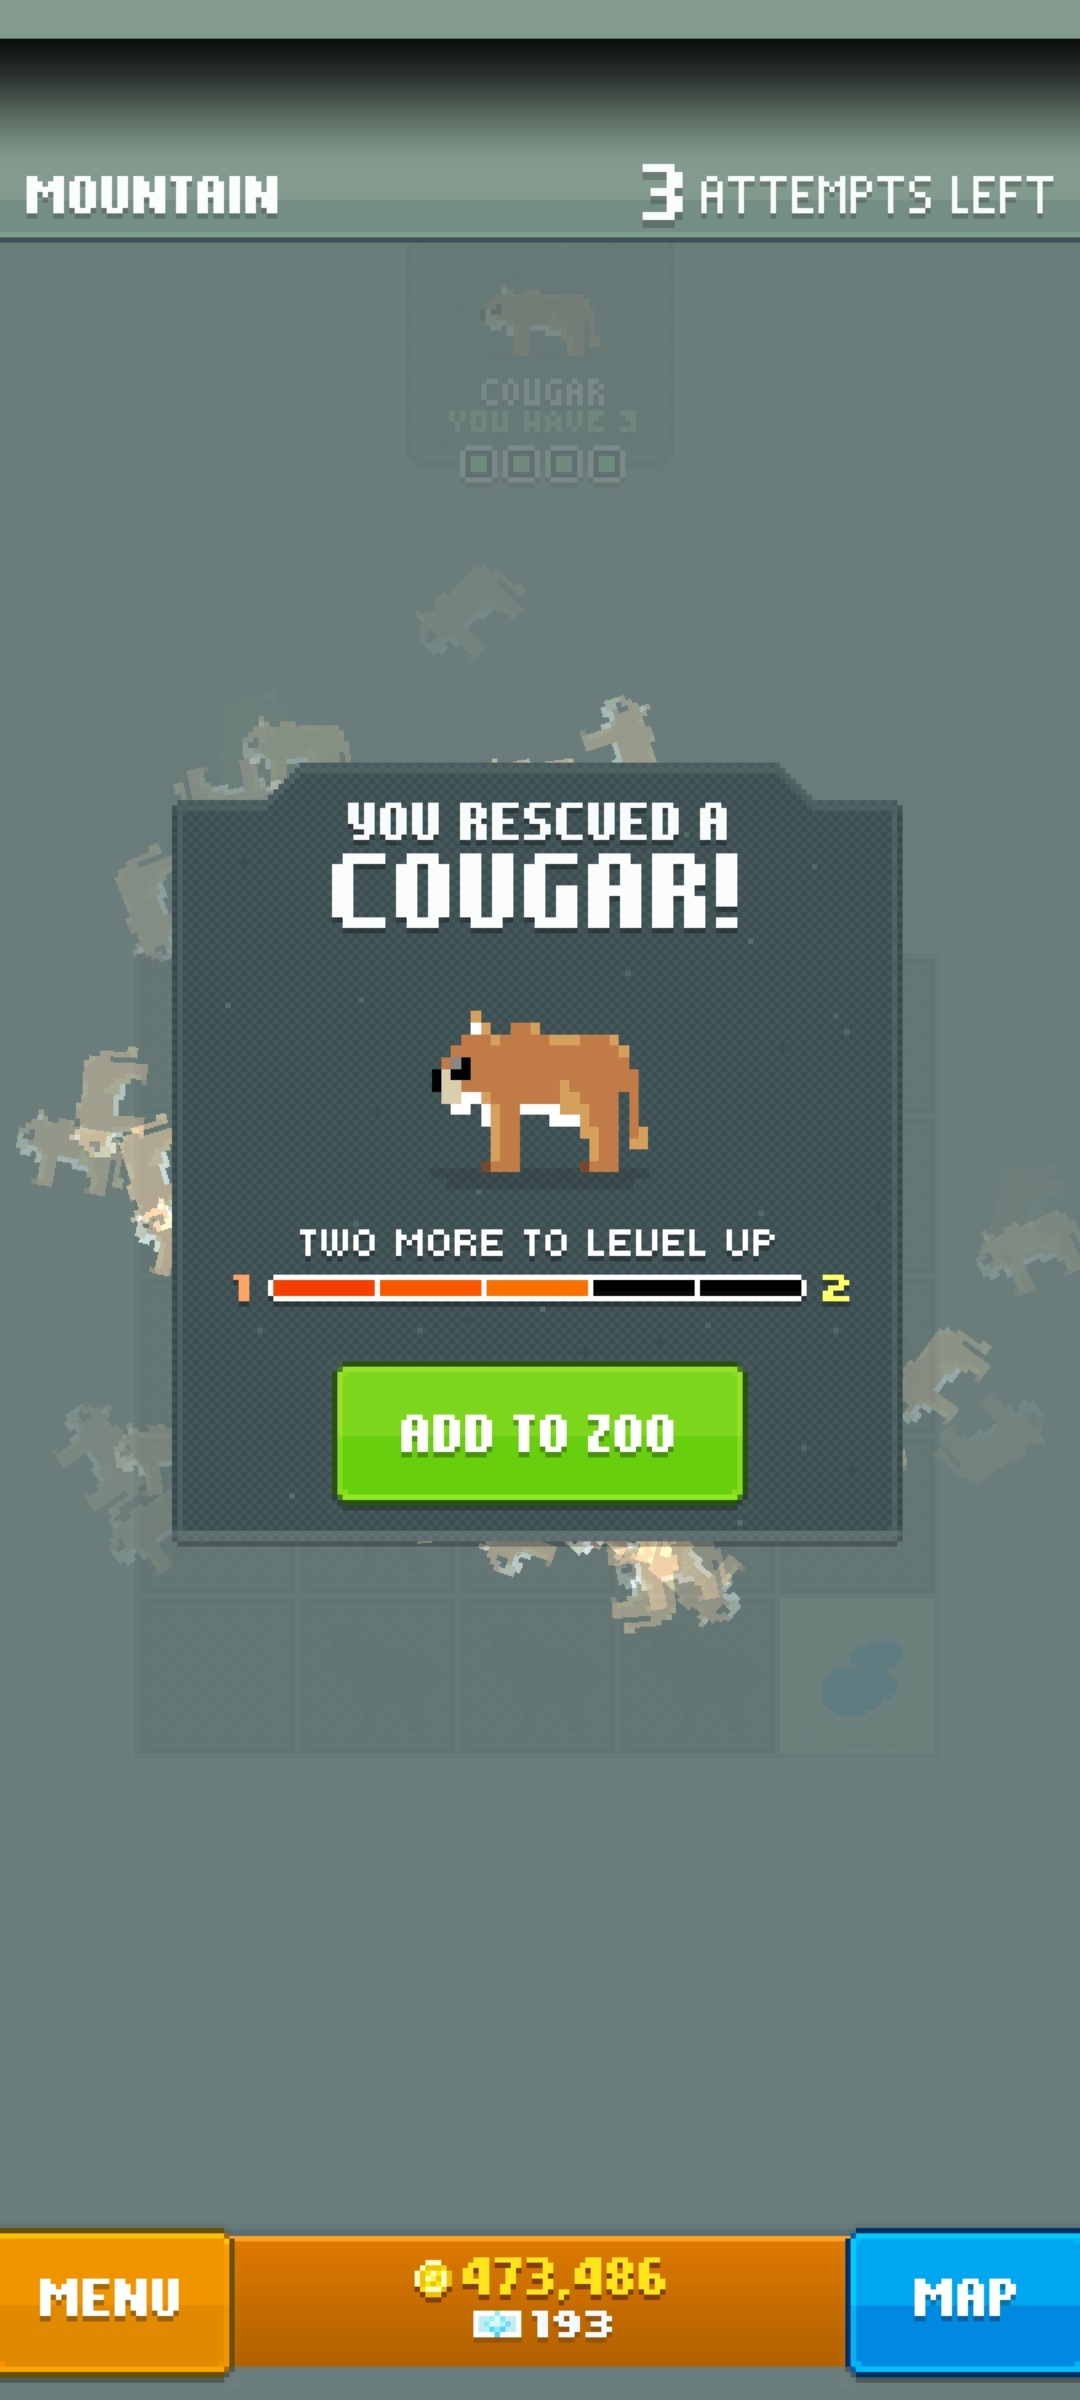 MOUNTAIN
3 ATTEMPTS LEFT
COUGAR
YOU HAVE 3
YOU RESCUED A
COUGAR!
TWO MORE TO LEVEL UP
1 2
ADD TO ZOO
MENU
473,486
193
MAP